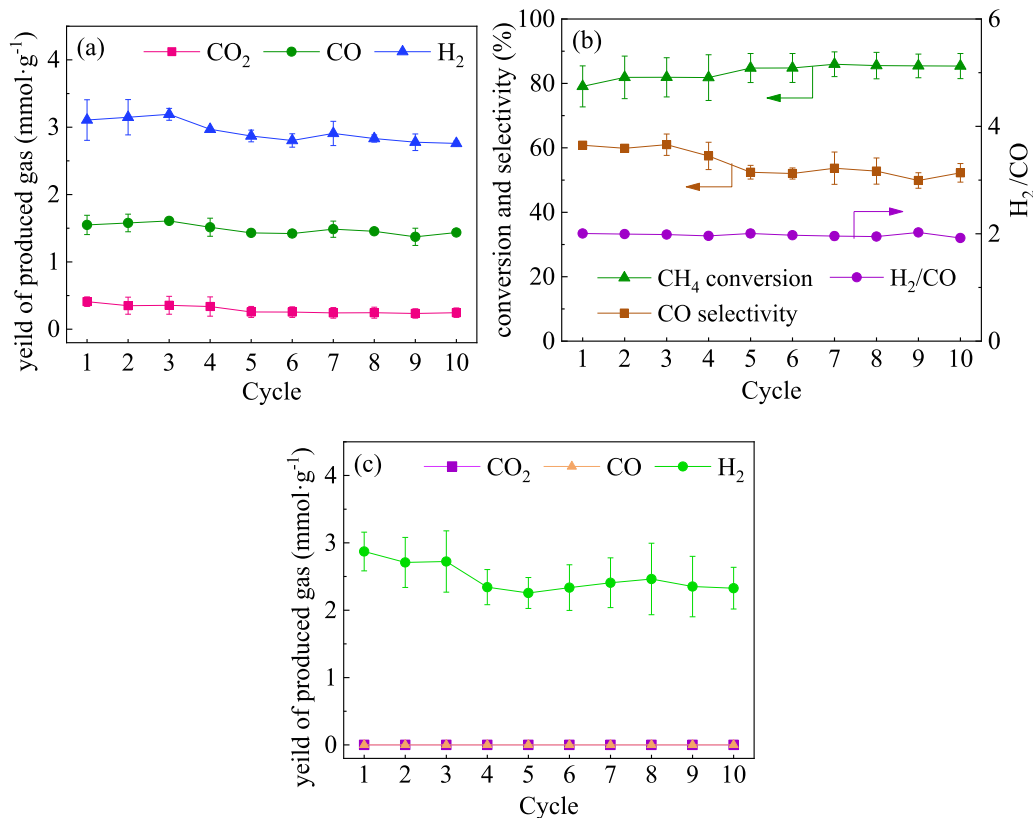 (a) CO₂ CO H₂
yeild of produced gas (mmol·g⁻¹)
4
3
2
1
0
1 2 3 4 5 6 7 8 9 10
Cycle
(b)
conversion and selectivity (%)
100
80
60
40
20
0
CH₄ conversion
CO selectivity
H₂/CO
6
4
2
0
H₂/CO
1 2 3 4 5 6 7 8 9 10
Cycle
(c) CO₂ CO H₂
yeild of produced gas (mmol·g⁻¹)
4
3
2
1
0
1 2 3 4 5 6 7 8 9 10
Cycle